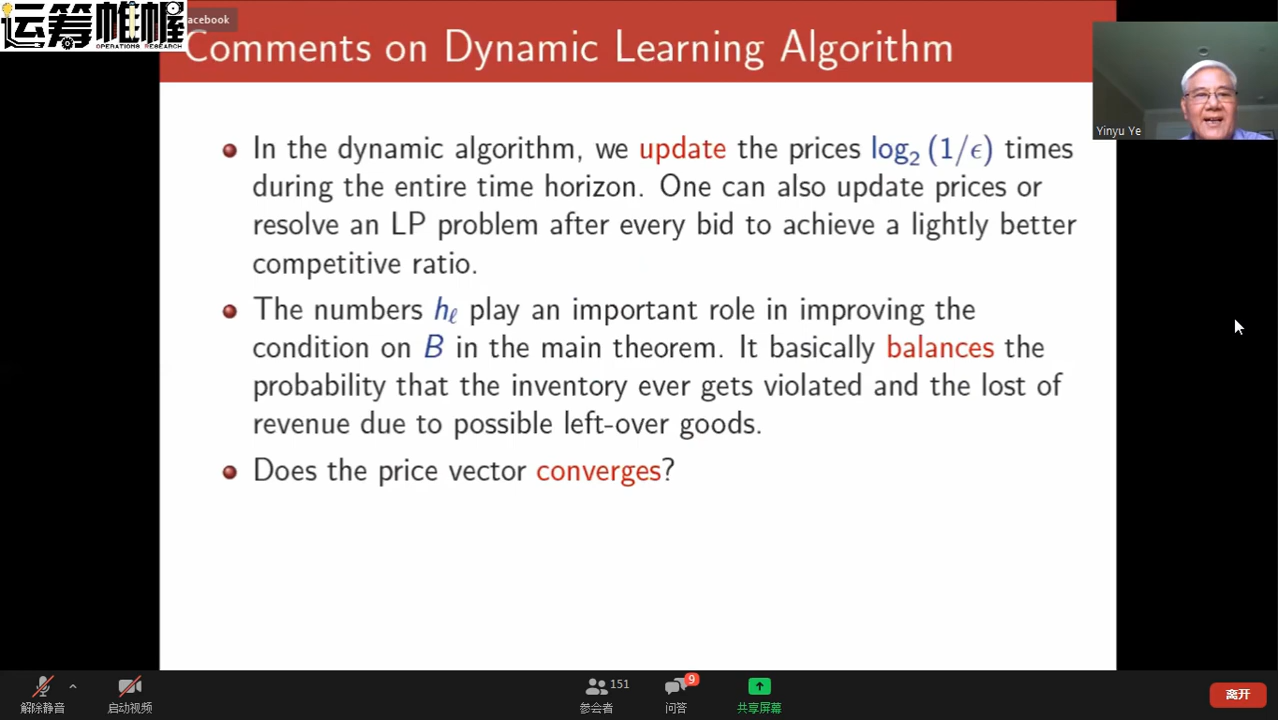 运筹帷幄
OPERATIONS RESEARCH
acebook
Comments on Dynamic Learning Algorithm
Yinyu Ye
In the dynamic algorithm, we update the prices log₂ (1/ϵ) times
during the entire time horizon. One can also update prices or
resolve an LP problem after every bid to achieve a lightly better
competitive ratio.
The numbers hℓ play an important role in improving the
condition on B in the main theorem. It basically balances the
probability that the inventory ever gets violated and the lost of
revenue due to possible left-over goods.
Does the price vector converges?
解除静音
启动视频
151
参会者
9
问答
共享屏幕
离开